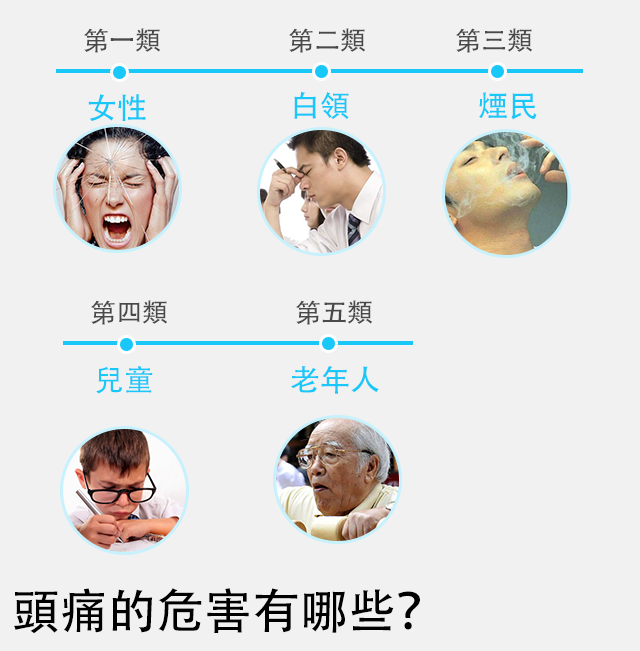 第一類 第二類 第三類
女性 白領 煙民
第四類 第五類
兒童 老年人
頭痛的危害有哪些?